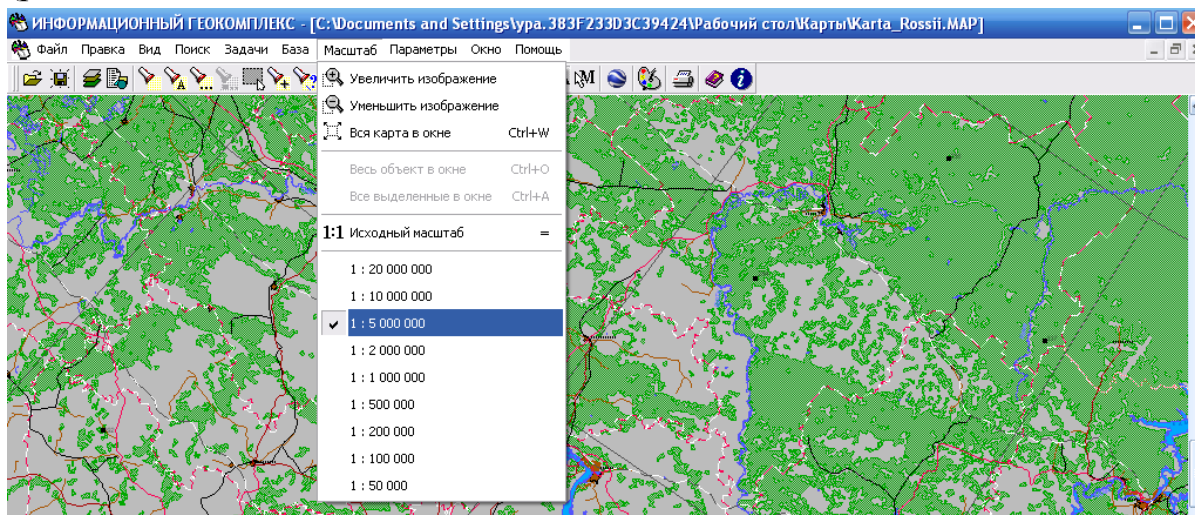 ИНФОРМАЦИОННЫЙ ГЕОКОМПЛЕКС - [C:\Documents and Settings\ура.383F233D3C39424\Рабочий стол\Карты\Karta_Rossii.MAP]
Файл Правка Вид Поиск Задачи База Масштаб Параметры Окно Помощь
Увеличить изображение
Уменьшить изображение
Вся карта в окне Ctrl+W
Весь объект в окне Ctrl+O
Все выделенные в окне Ctrl+A
1:1 Исходный масштаб =
1 : 20 000 000
1 : 10 000 000
1 : 5 000 000
1 : 2 000 000
1 : 1 000 000
1 : 500 000
1 : 200 000
1 : 100 000
1 : 50 000